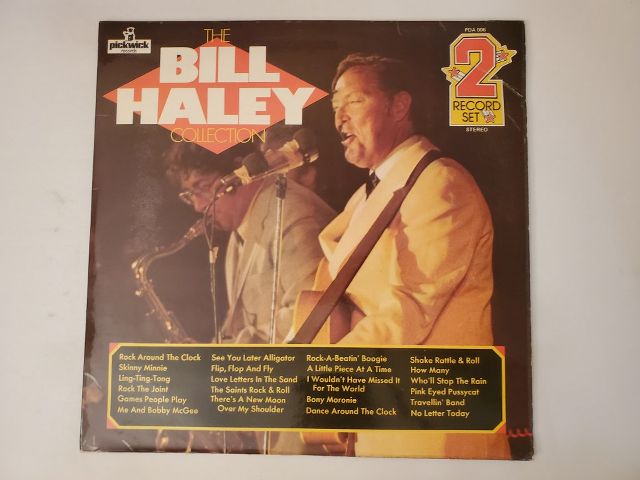 pickwick
records
THE
BILL
HALEY
COLLECTION
PDA 006
2
RECORD
SET
STEREO
Rock Around The Clock
Skinny Minnie
Ling-Ting-Tong
Rock The Joint
Games People Play
Me And Bobby McGee
See You Later Alligator
Flip, Flop And Fly
Love Letters In The Sand
The Saints Rock & Roll
There's A New Moon
Over My Shoulder
Rock-A-Beatin' Boogie
A Little Piece At A Time
I Wouldn't Have Missed It
For The World
Bony Moronie
Dance Around The Clock
Shake Rattle & Roll
How Many
Who'll Stop The Rain
Pink Eyed Pussycat
Travellin' Band
No Letter Today